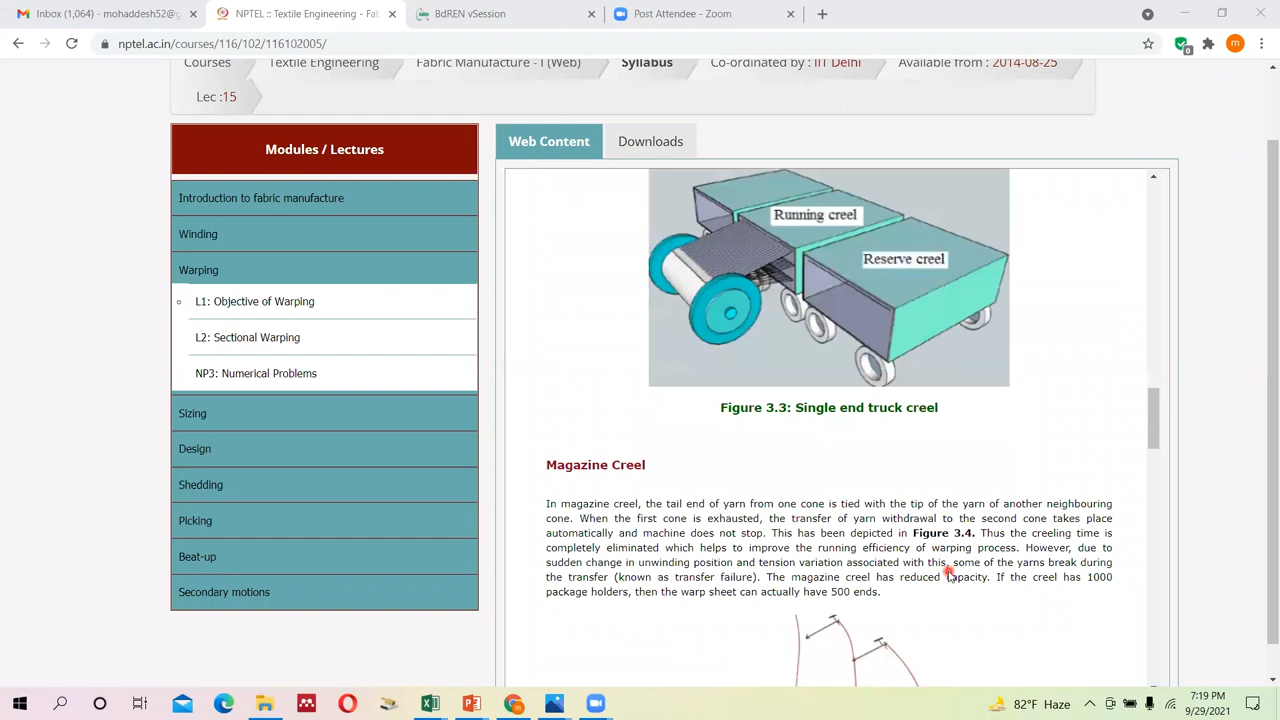 Inbox (1,064) - mohaddesh52@g
NPTEL :: Textile Engineering - Fa
BdREN vSession
Post Attendee - Zoom
nptel.ac.in/courses/116/102/116102005/
0
m
Courses
Textile Engineering
Fabric Manufacture - I (Web)
Syllabus
Co-ordinated by : IIT Delhi
Available from : 2014-08-25
Lec :15
Modules / Lectures
Introduction to fabric manufacture
Winding
Warping
L1: Objective of Warping
L2: Sectional Warping
NP3: Numerical Problems
Sizing
Design
Shedding
Picking
Beat-up
Secondary motions
Web Content
Downloads
Running creel
Reserve creel
Figure 3.3: Single end truck creel
Magazine Creel
In magazine creel, the tail end of yarn from one cone is tied with the tip of the yarn of another neighbouring
cone. When the first cone is exhausted, the transfer of yarn withdrawal to the second cone takes place
automatically and machine does not stop. This has been depicted in Figure 3.4. Thus the creeling time is
completely eliminated which helps to improve the running efficiency of warping process. However, due to
sudden change in unwinding position and tension variation associated with this, some of the yarns break during
the transfer (known as transfer failure). The magazine creel has reduced capacity. If the creel has 1000
package holders, then the warp sheet can actually have 500 ends.
82°F Haze
7:19 PM
9/29/2021